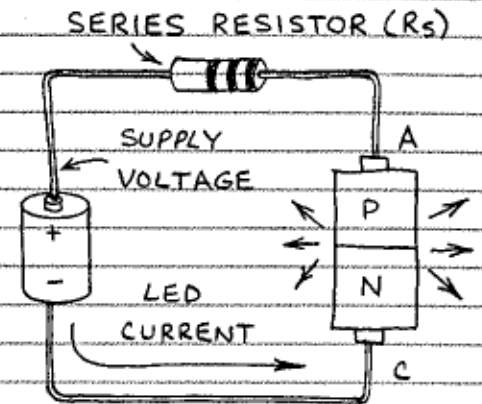 SERIES RESISTOR (Rs)
A
SUPPLY
VOLTAGE
P
+
-
N
LED
CURRENT
C